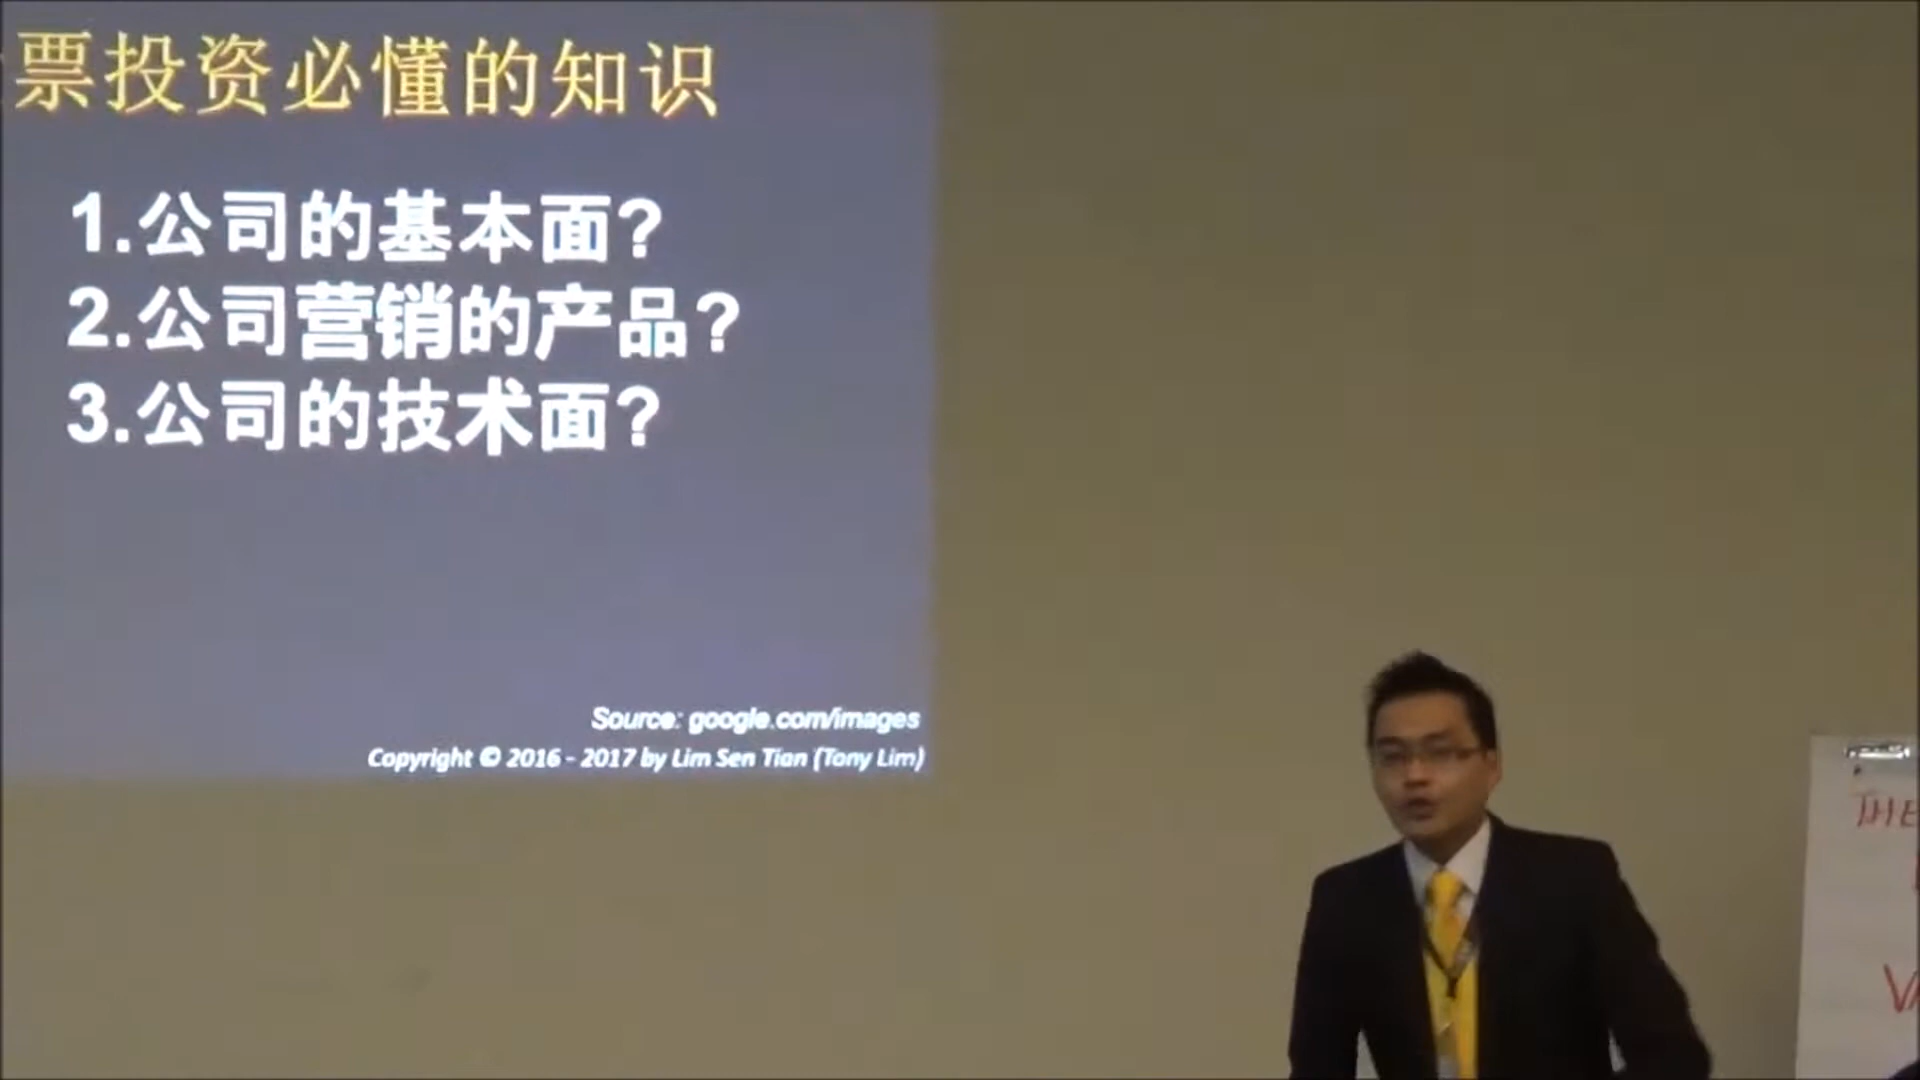 票投资必懂的知识
1.公司的基本面?
2.公司营销的产品?
3.公司的技术面?
Source: google.com/images
Copyright © 2016 - 2017 by Lim Sen Tian (Tony Lim)
THE